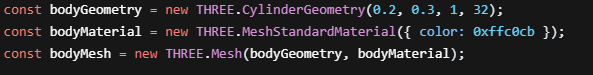 const bodyGeometry = new THREE.CylinderGeometry(0.2, 0.3, 1, 32);
const bodyMaterial = new THREE.MeshStandardMaterial({ color: 0xffc0cb });
const bodyMesh = new THREE.Mesh(bodyGeometry, bodyMaterial);